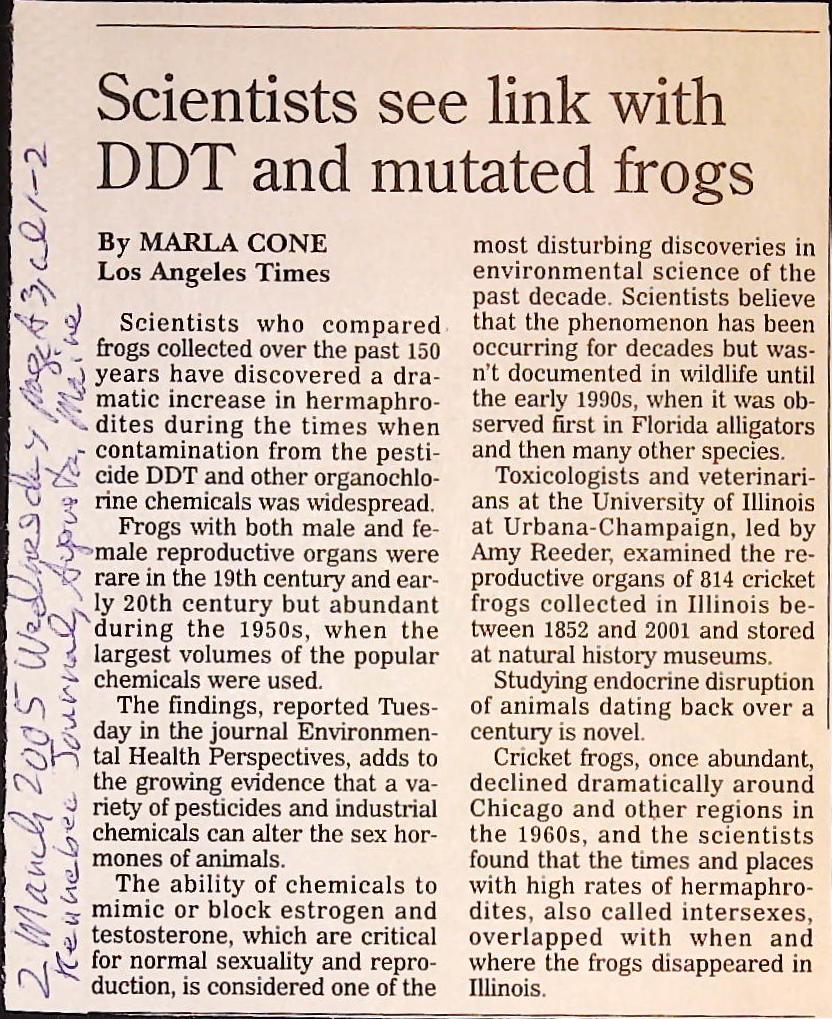 Scientists see link with
DDT and mutated frogs
By MARLA CONE
Los Angeles Times
Scientists who compared
frogs collected over the past 150
years have discovered a dra-
matic increase in hermaphro-
dites during the times when
contamination from the pesti-
cide DDT and other organochlo-
rine chemicals was widespread.
Frogs with both male and fe-
male reproductive organs were
rare in the 19th century and ear-
ly 20th century but abundant
during the 1950s, when the
largest volumes of the popular
chemicals were used.
The findings, reported Tues-
day in the journal Environmen-
tal Health Perspectives, adds to
the growing evidence that a va-
riety of pesticides and industrial
chemicals can alter the sex hor-
mones of animals.
The ability of chemicals to
mimic or block estrogen and
testosterone, which are critical
for normal sexuality and repro-
duction, is considered one of the
most disturbing discoveries in
environmental science of the
past decade. Scientists believe
that the phenomenon has been
occurring for decades but was-
n't documented in wildlife until
the early 1990s, when it was ob-
served first in Florida alligators
and then many other species.
Toxicologists and veterinari-
ans at the University of Illinois
at Urbana-Champaign, led by
Amy Reeder, examined the re-
productive organs of 814 cricket
frogs collected in Illinois be-
tween 1852 and 2001 and stored
at natural history museums.
Studying endocrine disruption
of animals dating back over a
century is novel.
Cricket frogs, once abundant,
declined dramatically around
Chicago and other regions in
the 1960s, and the scientists
found that the times and places
with high rates of hermaphro-
dites, also called intersexes,
overlapped with when and
where the frogs disappeared in
Illinois.
2 March 2005 Wednesday page A3, col 1-2
Kennebec Journal, Augusta, Maine